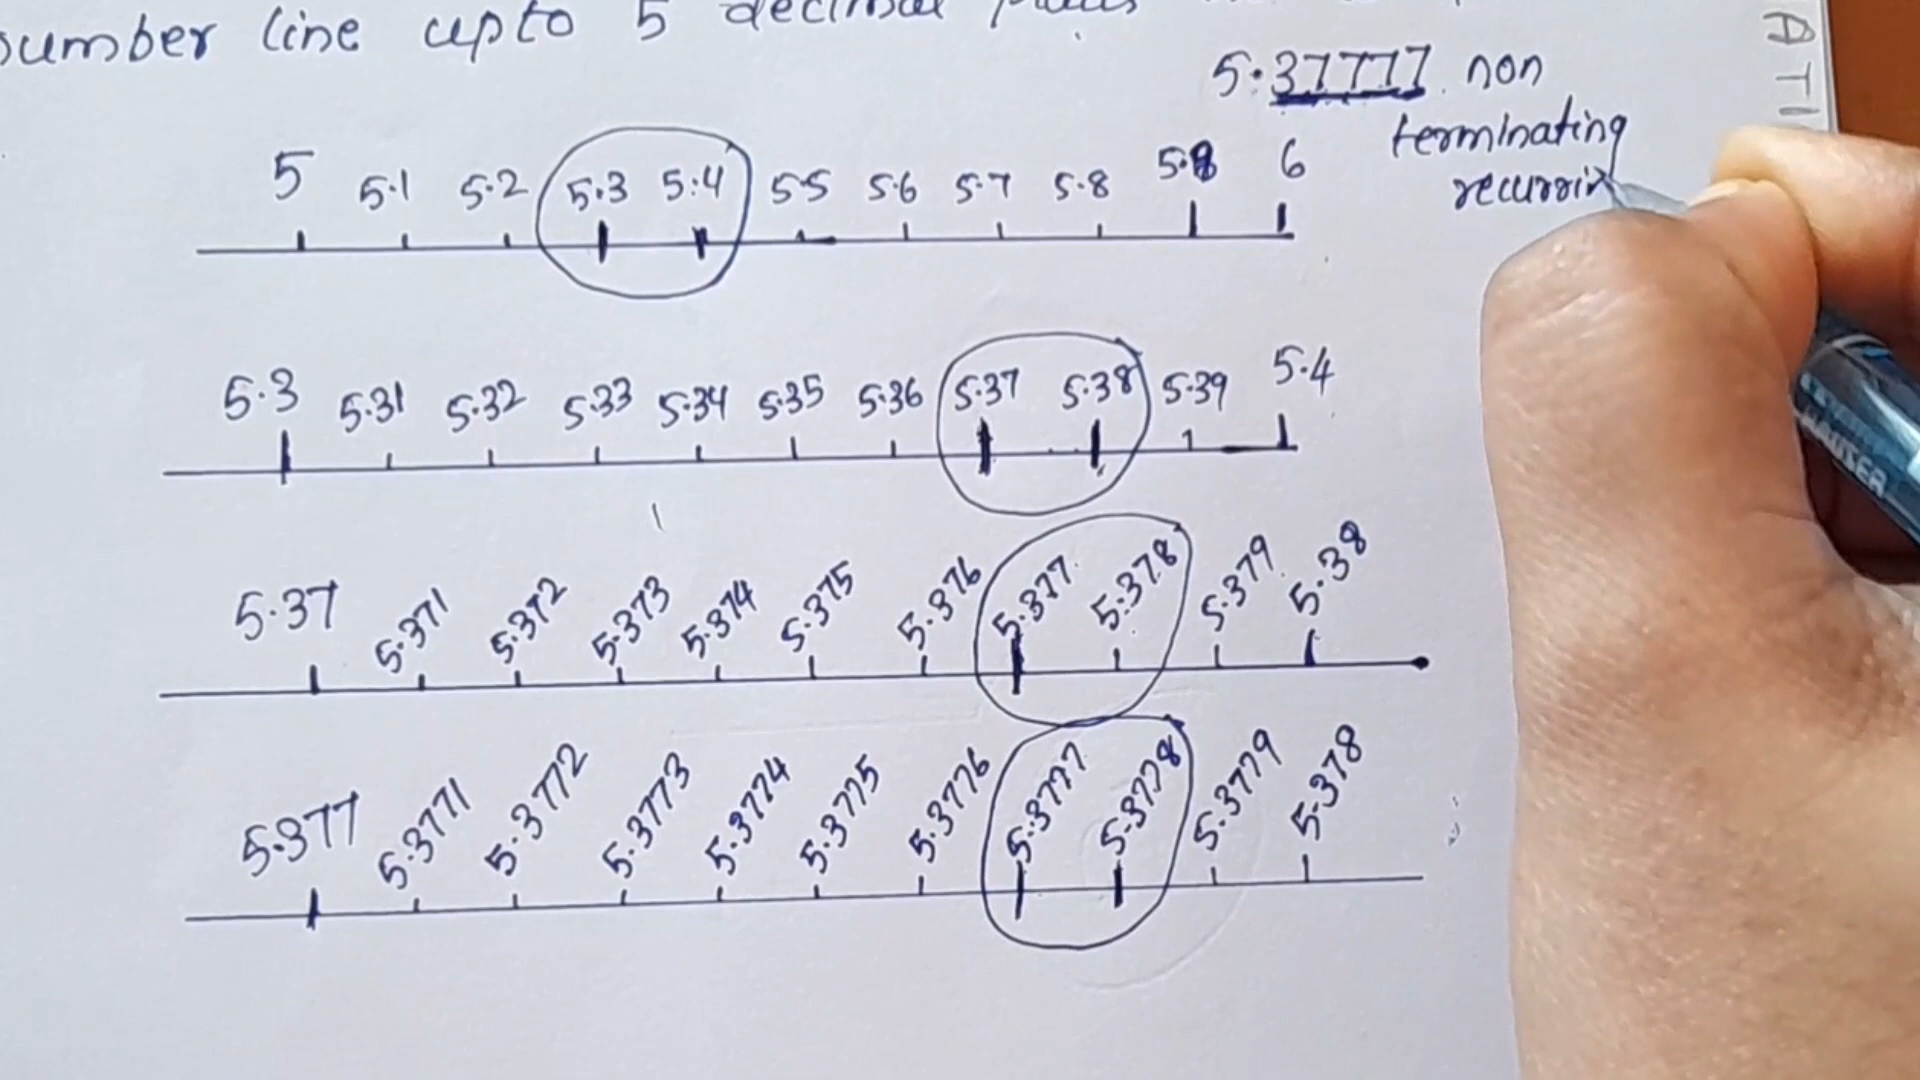 number line upto 5 decimal
5.37777 non
terminating
recurrin
5 5.1 5.2 5.3 5.4 5.5 5.6 5.7 5.8 5.9 6
5.3 5.31 5.32 5.33 5.34 5.35 5.36 5.37 5.38 5.39 5.4
5.37 5.371 5.372 5.373 5.374 5.375 5.376 5.377 5.378 5.379 5.38
5.377 5.3771 5.3772 5.3773 5.3774 5.3775 5.3776 5.3777 5.3778 5.3779 5.378